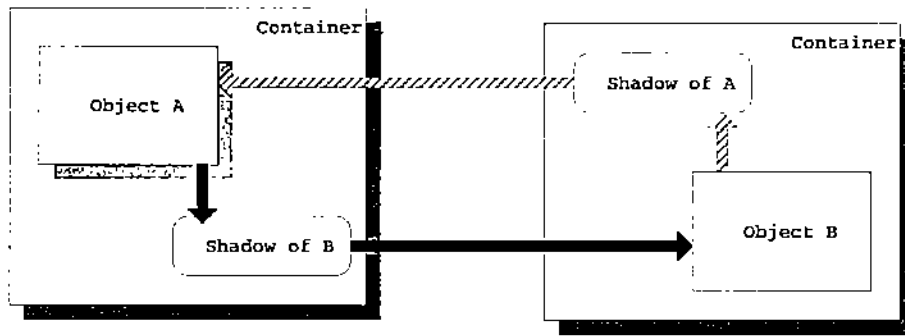 Container
Container
Shadow of A
Object A
Object B
Shadow of B